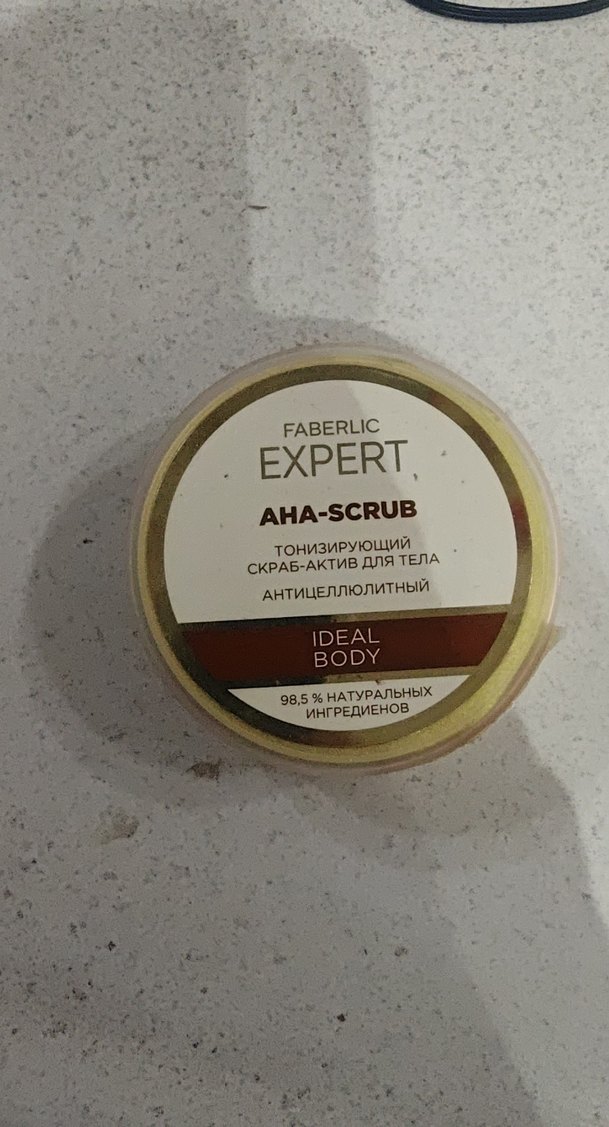 FABERLIC
EXPERT
AHA-SCRUB
ТОНИЗИРУЮЩИЙ
СКРАБ-АКТИВ ДЛЯ ТЕЛА
АНТИЦЕЛЛЮЛИТНЫЙ
IDEAL
BODY
98,5 % НАТУРАЛЬНЫХ
ИНГРЕДИЕНОВ